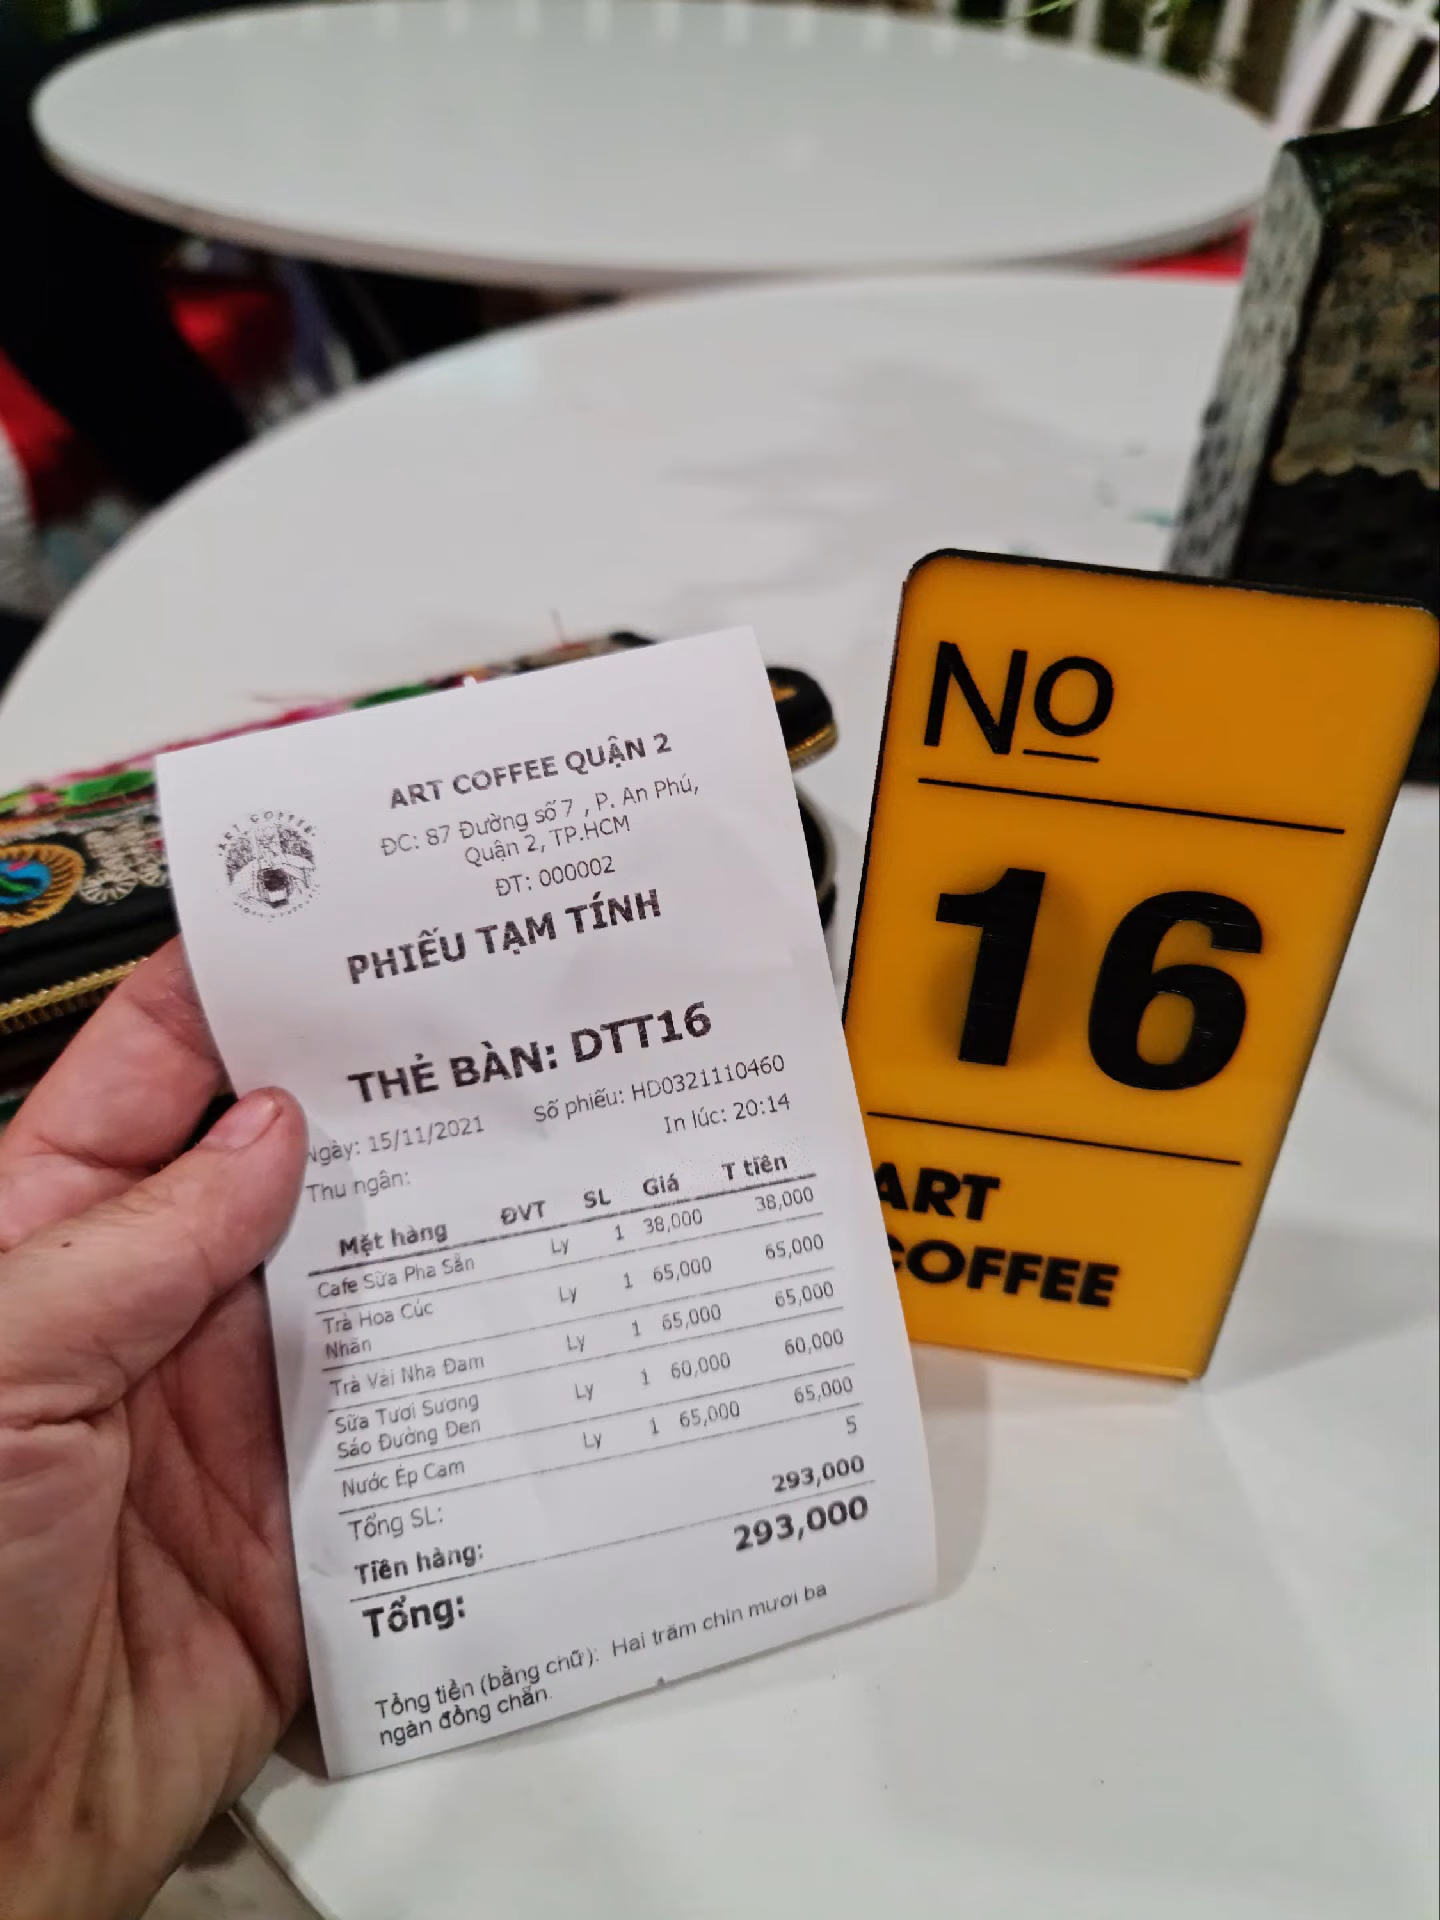 ART COFFEE QUẬN 2
ĐC: 87 Đường số 7 , P. An Phú,
Quận 2, TP.HCM
ĐT: 000002
ART COFFEE
PHIẾU TẠM TÍNH
THẺ BÀN: DTT16
Ngày: 15/11/2021 Số phiếu: HD0321110460
Thu ngân: In lúc: 20:14
Mặt hàng ĐVT SL Giá T tiền
Cafe Sữa Pha Sẵn Ly 1 38,000 38,000
Trà Hoa Cúc Ly 1 65,000 65,000
Nhãn
Trà Vải Nha Đam Ly 1 65,000 65,000
Sữa Tươi Sương Ly 1 60,000 60,000
Sáo Đường Đen
Nước Ép Cam Ly 1 65,000 65,000
Tổng SL: 5
Tiền hàng: 293,000
Tổng: 293,000
Tổng tiền (bằng chữ): Hai trăm chín mươi ba
ngàn đồng chẵn.
No
16
ART
COFFEE